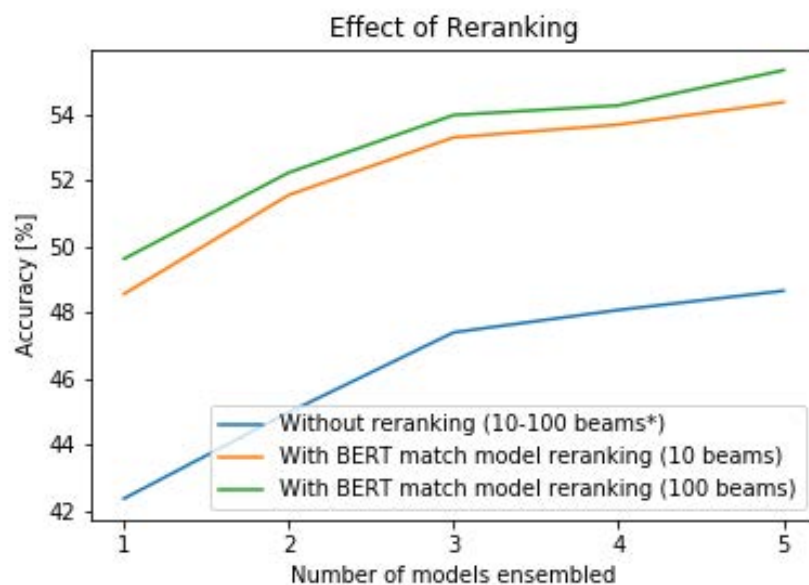 Effect of Reranking
Accuracy [%]
54
52
50
48
46
44
42
Without reranking (10-100 beams*)
With BERT match model reranking (10 beams)
With BERT match model reranking (100 beams)
1 2 3 4 5
Number of models ensembled